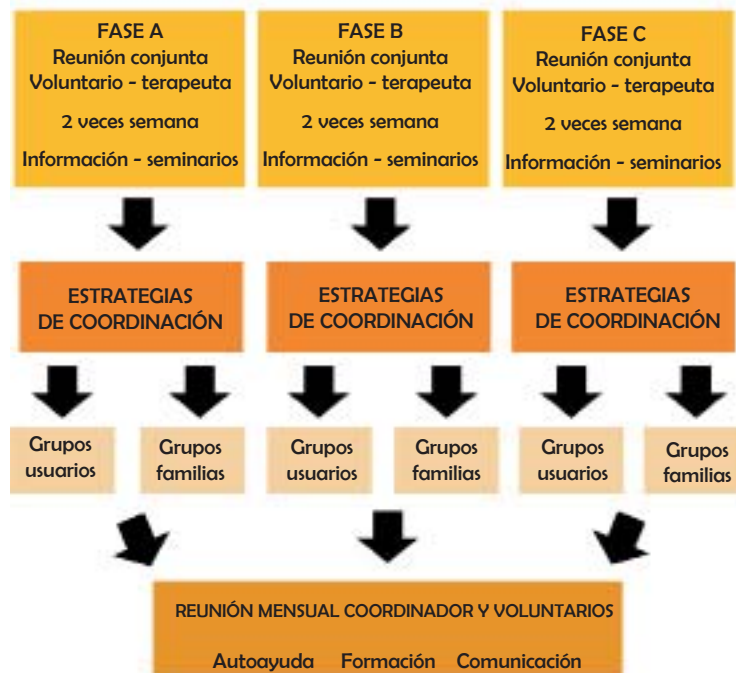 FASE A
Reunión conjunta
Voluntario - terapeuta
2 veces semana
Información - seminarios
FASE B
Reunión conjunta
Voluntario - terapeuta
2 veces semana
Información - seminarios
FASE C
Reunión conjunta
Voluntario - terapeuta
2 veces semana
Información - seminarios
ESTRATEGIAS
DE COORDINACIÓN
ESTRATEGIAS
DE COORDINACIÓN
ESTRATEGIAS
DE COORDINACIÓN
Grupos
usuarios
Grupos
familias
Grupos
usuarios
Grupos
familias
Grupos
usuarios
Grupos
familias
REUNIÓN MENSUAL COORDINADOR Y VOLUNTARIOS
Autoayuda Formación Comunicación